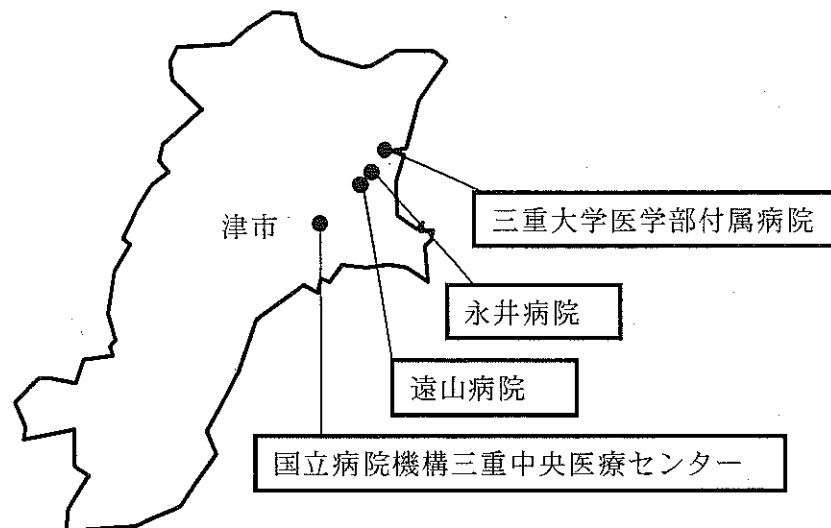 三重大学医学部付属病院
津市
永井病院
遠山病院
国立病院機構三重中央医療センター